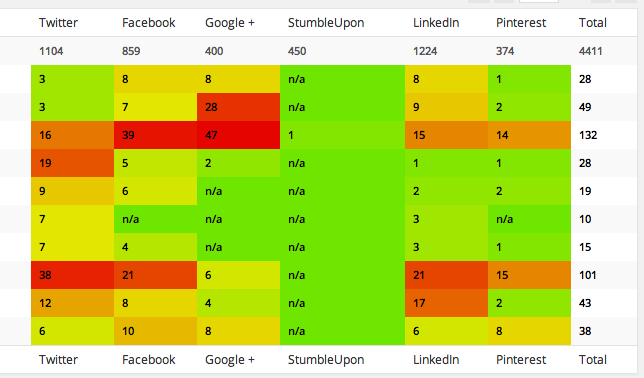 Twitter Facebook Google + StumbleUpon LinkedIn Pinterest Total
1104 859 400 450 1224 374 4411
3 8 8 n/a 8 1 28
3 7 28 n/a 9 2 49
16 39 47 1 15 14 132
19 5 2 n/a 1 1 28
9 6 n/a n/a 2 2 19
7 n/a n/a n/a 3 n/a 10
7 4 n/a n/a 3 1 15
38 21 6 n/a 21 15 101
12 8 4 n/a 17 2 43
6 10 8 n/a 6 8 38
Twitter Facebook Google + StumbleUpon LinkedIn Pinterest Total